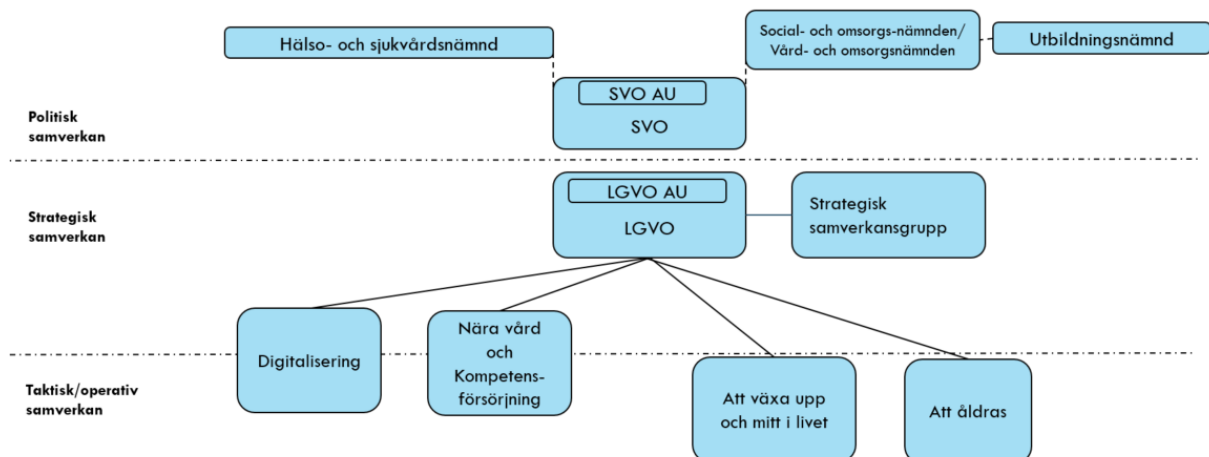 Hälso- och sjukvårdsnämnd
Social- och omsorgs-nämnden/
Vård- och omsorgsnämnden
Utbildningsnämnd
SVO AU
SVO
Politisk
samverkan
LGVO AU
LGVO
Strategisk
samverkansgrupp
Strategisk
samverkan
Digitalisering
Nära vård
och
Kompetens-
försörjning
Att växa upp
och mitt i livet
Att åldras
Taktisk/operativ
samverkan